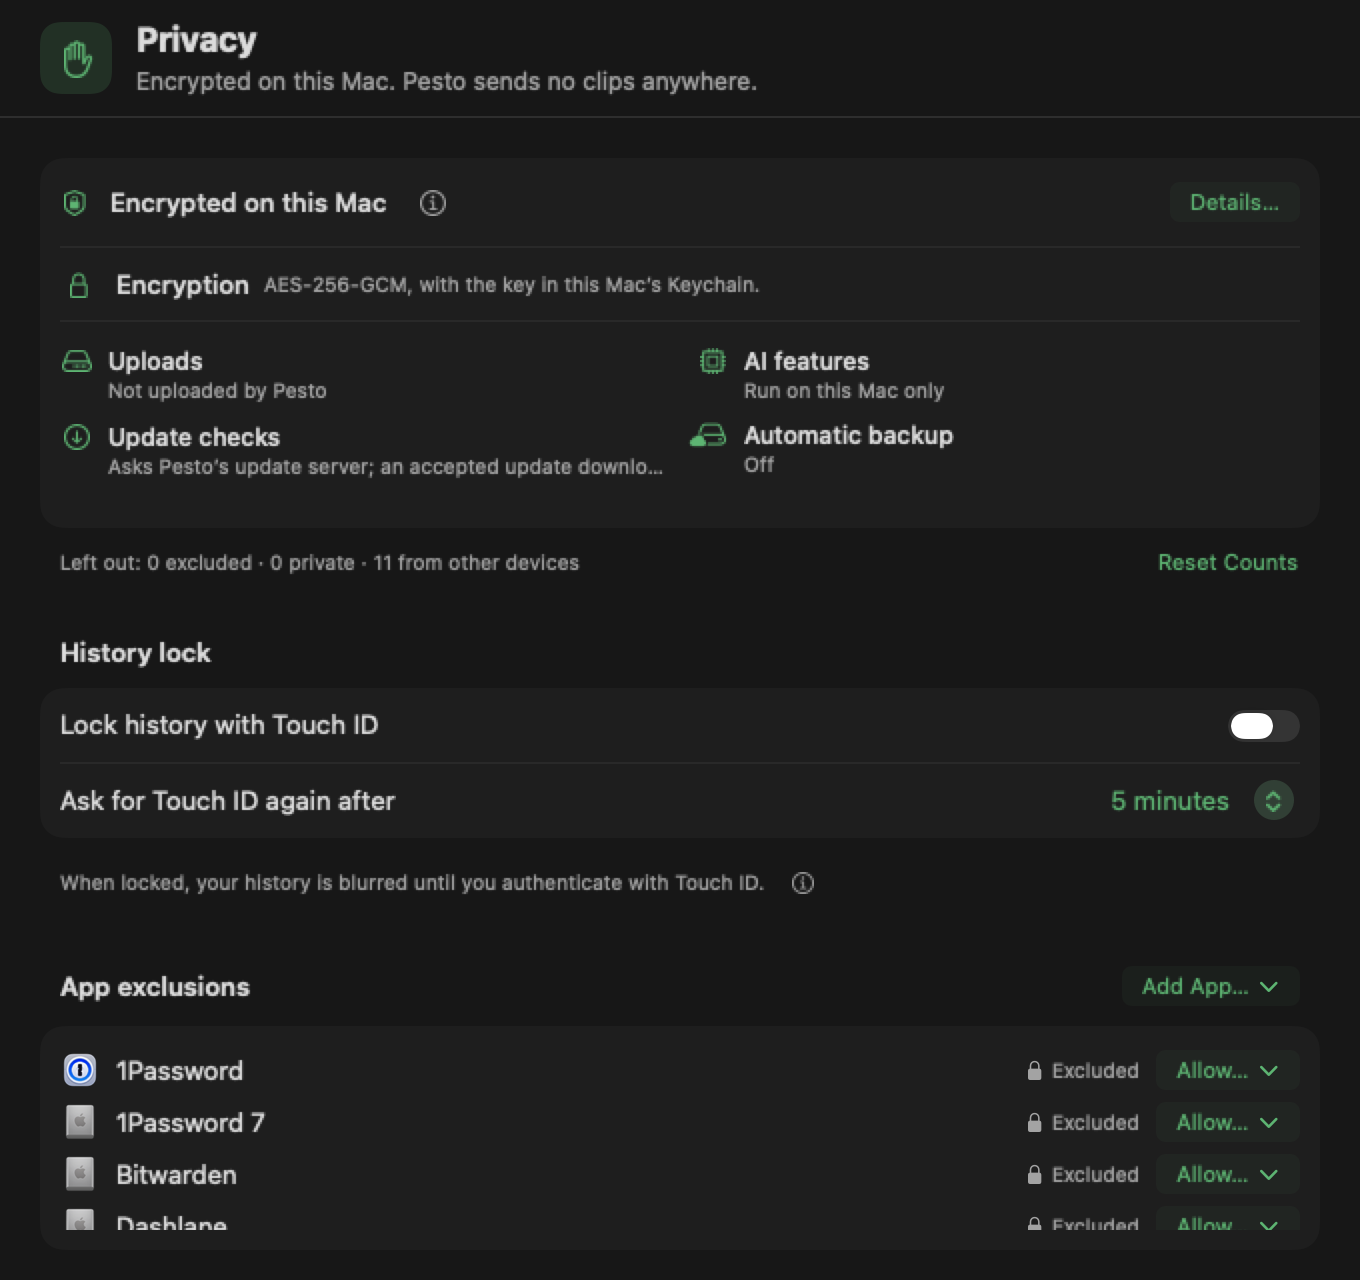 Privacy
Encrypted on this Mac. Pesto sends no clips anywhere.
Encrypted on this Mac
Details...
Encryption AES-256-GCM, with the key in this Mac's Keychain.
Uploads
Not uploaded by Pesto
AI features
Run on this Mac only
Update checks
Asks Pesto's update server; an accepted update downlo...
Automatic backup
Off
Left out: 0 excluded · 0 private · 11 from other devices
Reset Counts
History lock
Lock history with Touch ID
Ask for Touch ID again after 5 minutes
When locked, your history is blurred until you authenticate with Touch ID.
App exclusions
Add App...
1Password Excluded Allow...
1Password 7 Excluded Allow...
Bitwarden Excluded Allow...
Dashlane Excluded Allow...